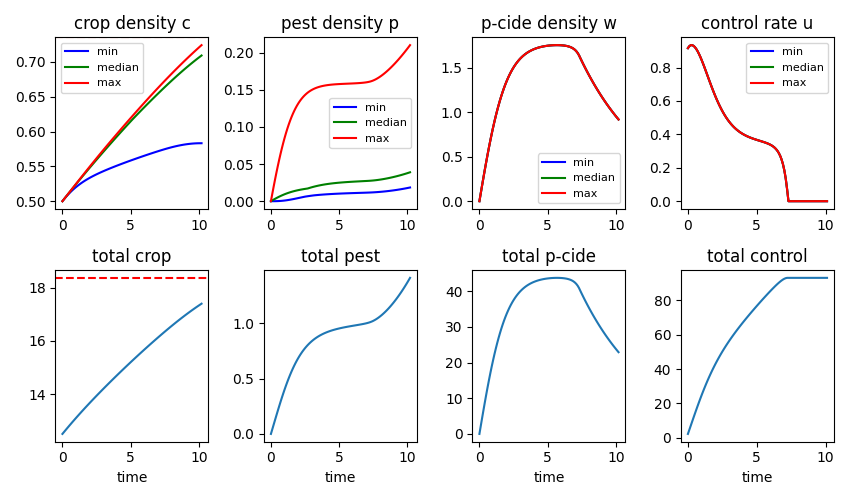 crop density c
pest density p
p-cide density w
control rate u
0.70
0.65
0.60
0.55
0.50
min
median
max
0
5
10
0.20
0.15
0.10
0.05
0.00
min
median
max
0
5
10
1.5
1.0
0.5
0.0
min
median
max
0
5
10
0.8
0.6
0.4
0.2
0.0
min
median
max
0
5
10
total crop
total pest
total p-cide
total control
18
16
14
0
5
10
time
1.0
0.5
0.0
0
5
10
time
40
30
20
10
0
0
5
10
time
80
60
40
20
0
0
5
10
time